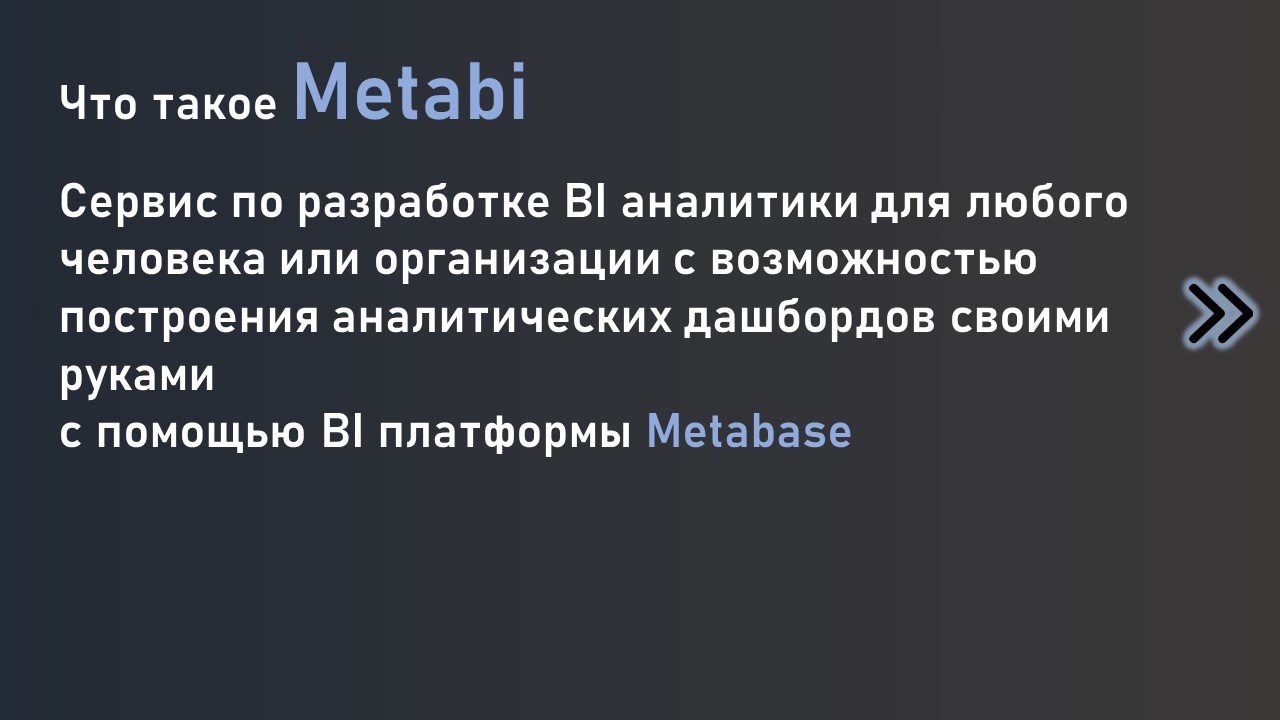 Что такое Metabi
Сервис по разработке BI аналитики для любого
человека или организации с возможностью
построения аналитических дашбордов своими
руками
с помощью BI платформы Metabase